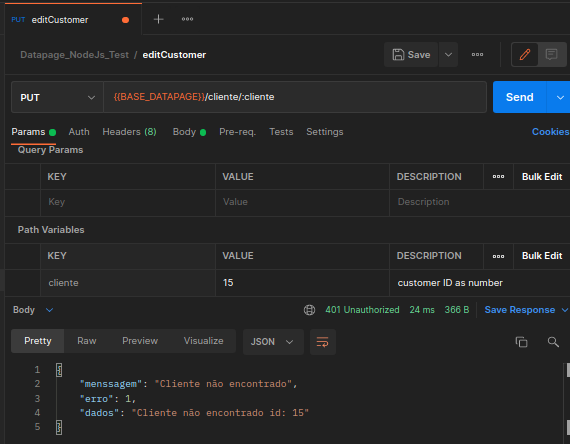 PUT editCustomer
Datapage_NodeJs_Test / editCustomer
Save
PUT {{BASE_DATAPAGE}}/cliente/:cliente Send
Params Auth Headers (8) Body Pre-req. Tests Settings Cookies
Query Params
KEY VALUE DESCRIPTION Bulk Edit
Key Value Description
Path Variables
KEY VALUE DESCRIPTION Bulk Edit
cliente 15 customer ID as number
Body 401 Unauthorized 24 ms 366 B Save Response
Pretty Raw Preview Visualize JSON
1 {
2 "menssagem": "Cliente não encontrado",
3 "erro": 1,
4 "dados": "Cliente não encontrado id: 15"
5 }